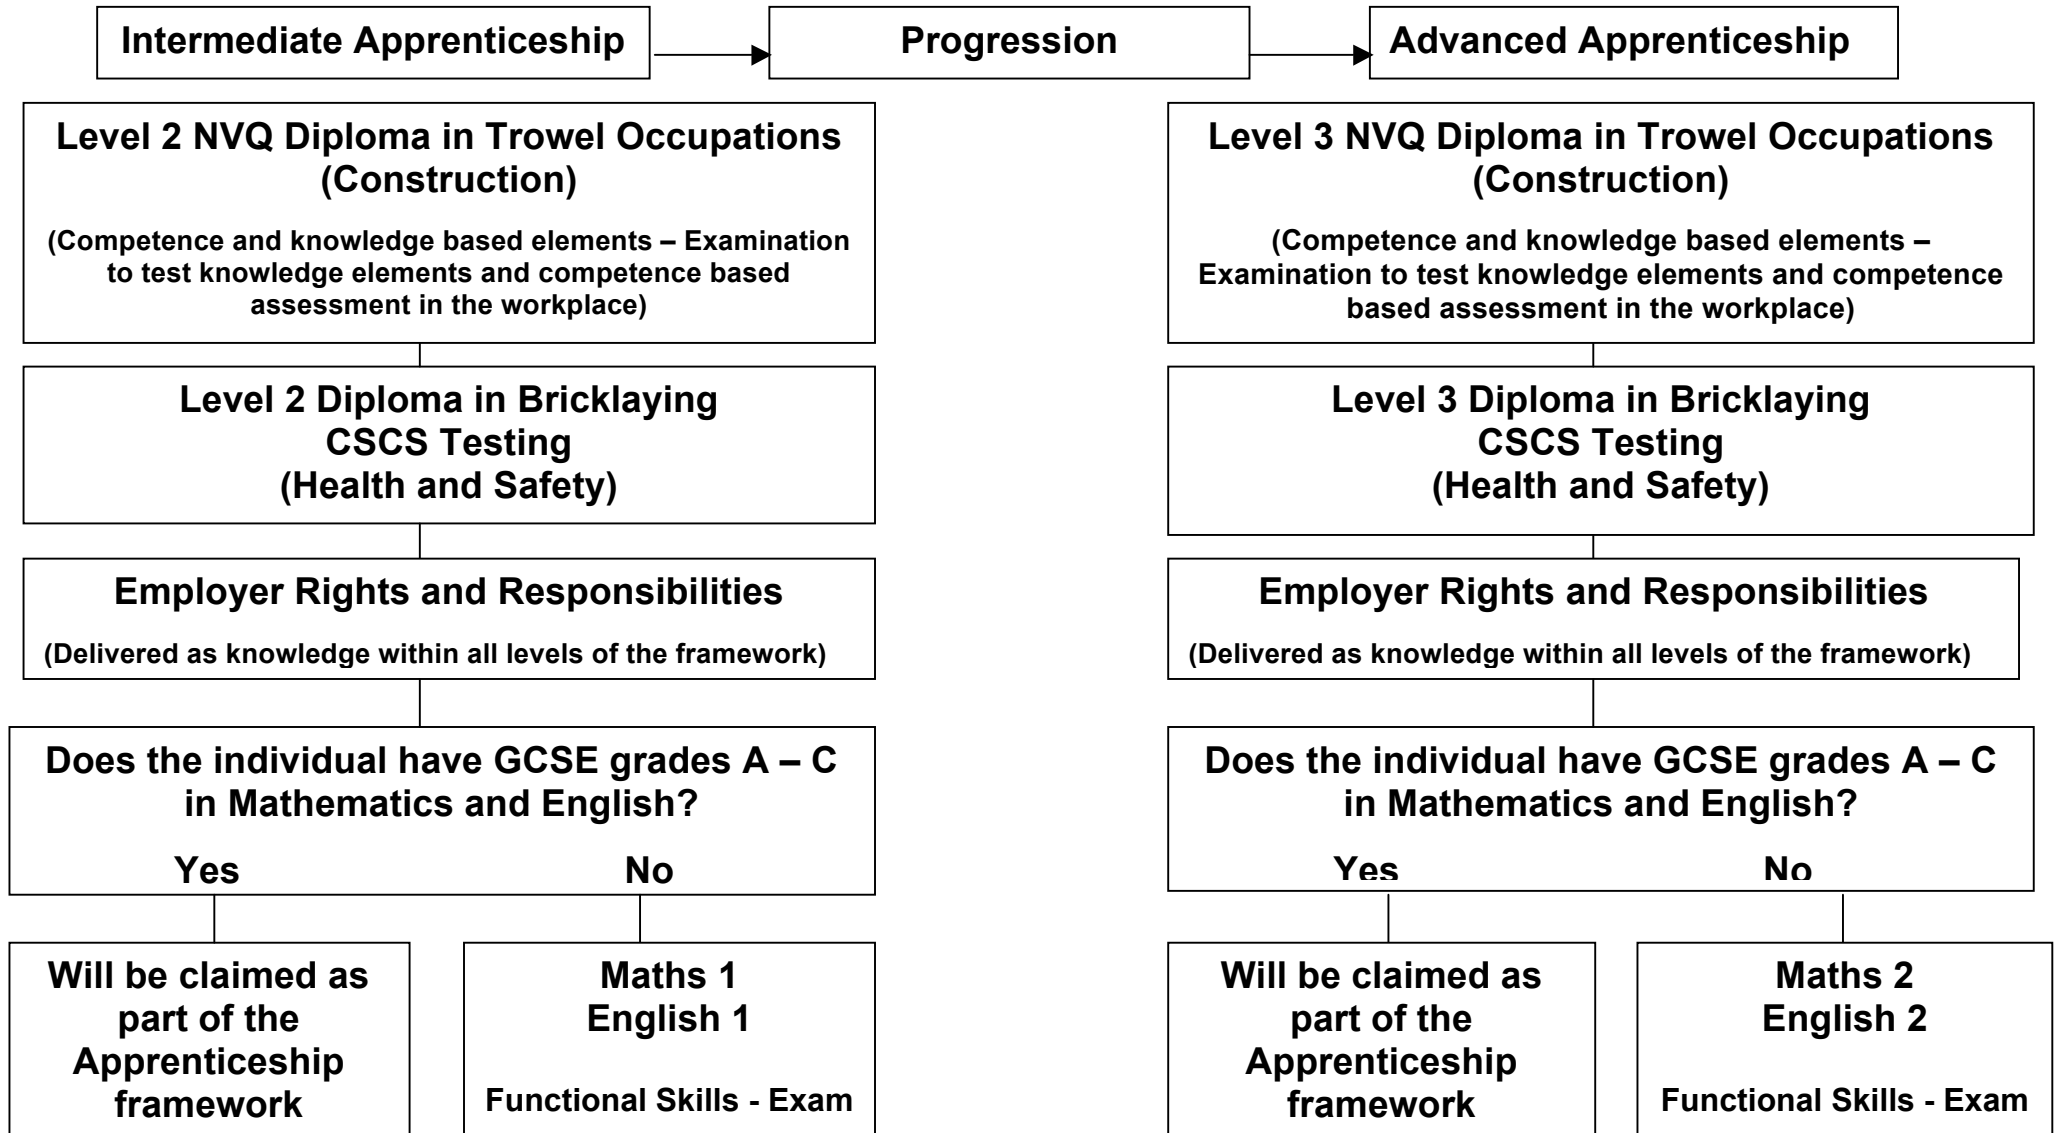 Intermediate Apprenticeship
Progression
Advanced Apprenticeship
Level 2 NVQ Diploma in Trowel Occupations
(Construction)
(Competence and knowledge based elements – Examination
to test knowledge elements and competence based
assessment in the workplace)
Level 2 Diploma in Bricklaying
CSCS Testing
(Health and Safety)
Employer Rights and Responsibilities
(Delivered as knowledge within all levels of the framework)
Does the individual have GCSE grades A – C
in Mathematics and English?
Yes No
Will be claimed as
part of the
Apprenticeship
framework
Maths 1
English 1
Functional Skills - Exam
Level 3 NVQ Diploma in Trowel Occupations
(Construction)
(Competence and knowledge based elements –
Examination to test knowledge elements and competence
based assessment in the workplace)
Level 3 Diploma in Bricklaying
CSCS Testing
(Health and Safety)
Employer Rights and Responsibilities
(Delivered as knowledge within all levels of the framework)
Does the individual have GCSE grades A – C
in Mathematics and English?
Yes No
Will be claimed as
part of the
Apprenticeship
framework
Maths 2
English 2
Functional Skills - Exam